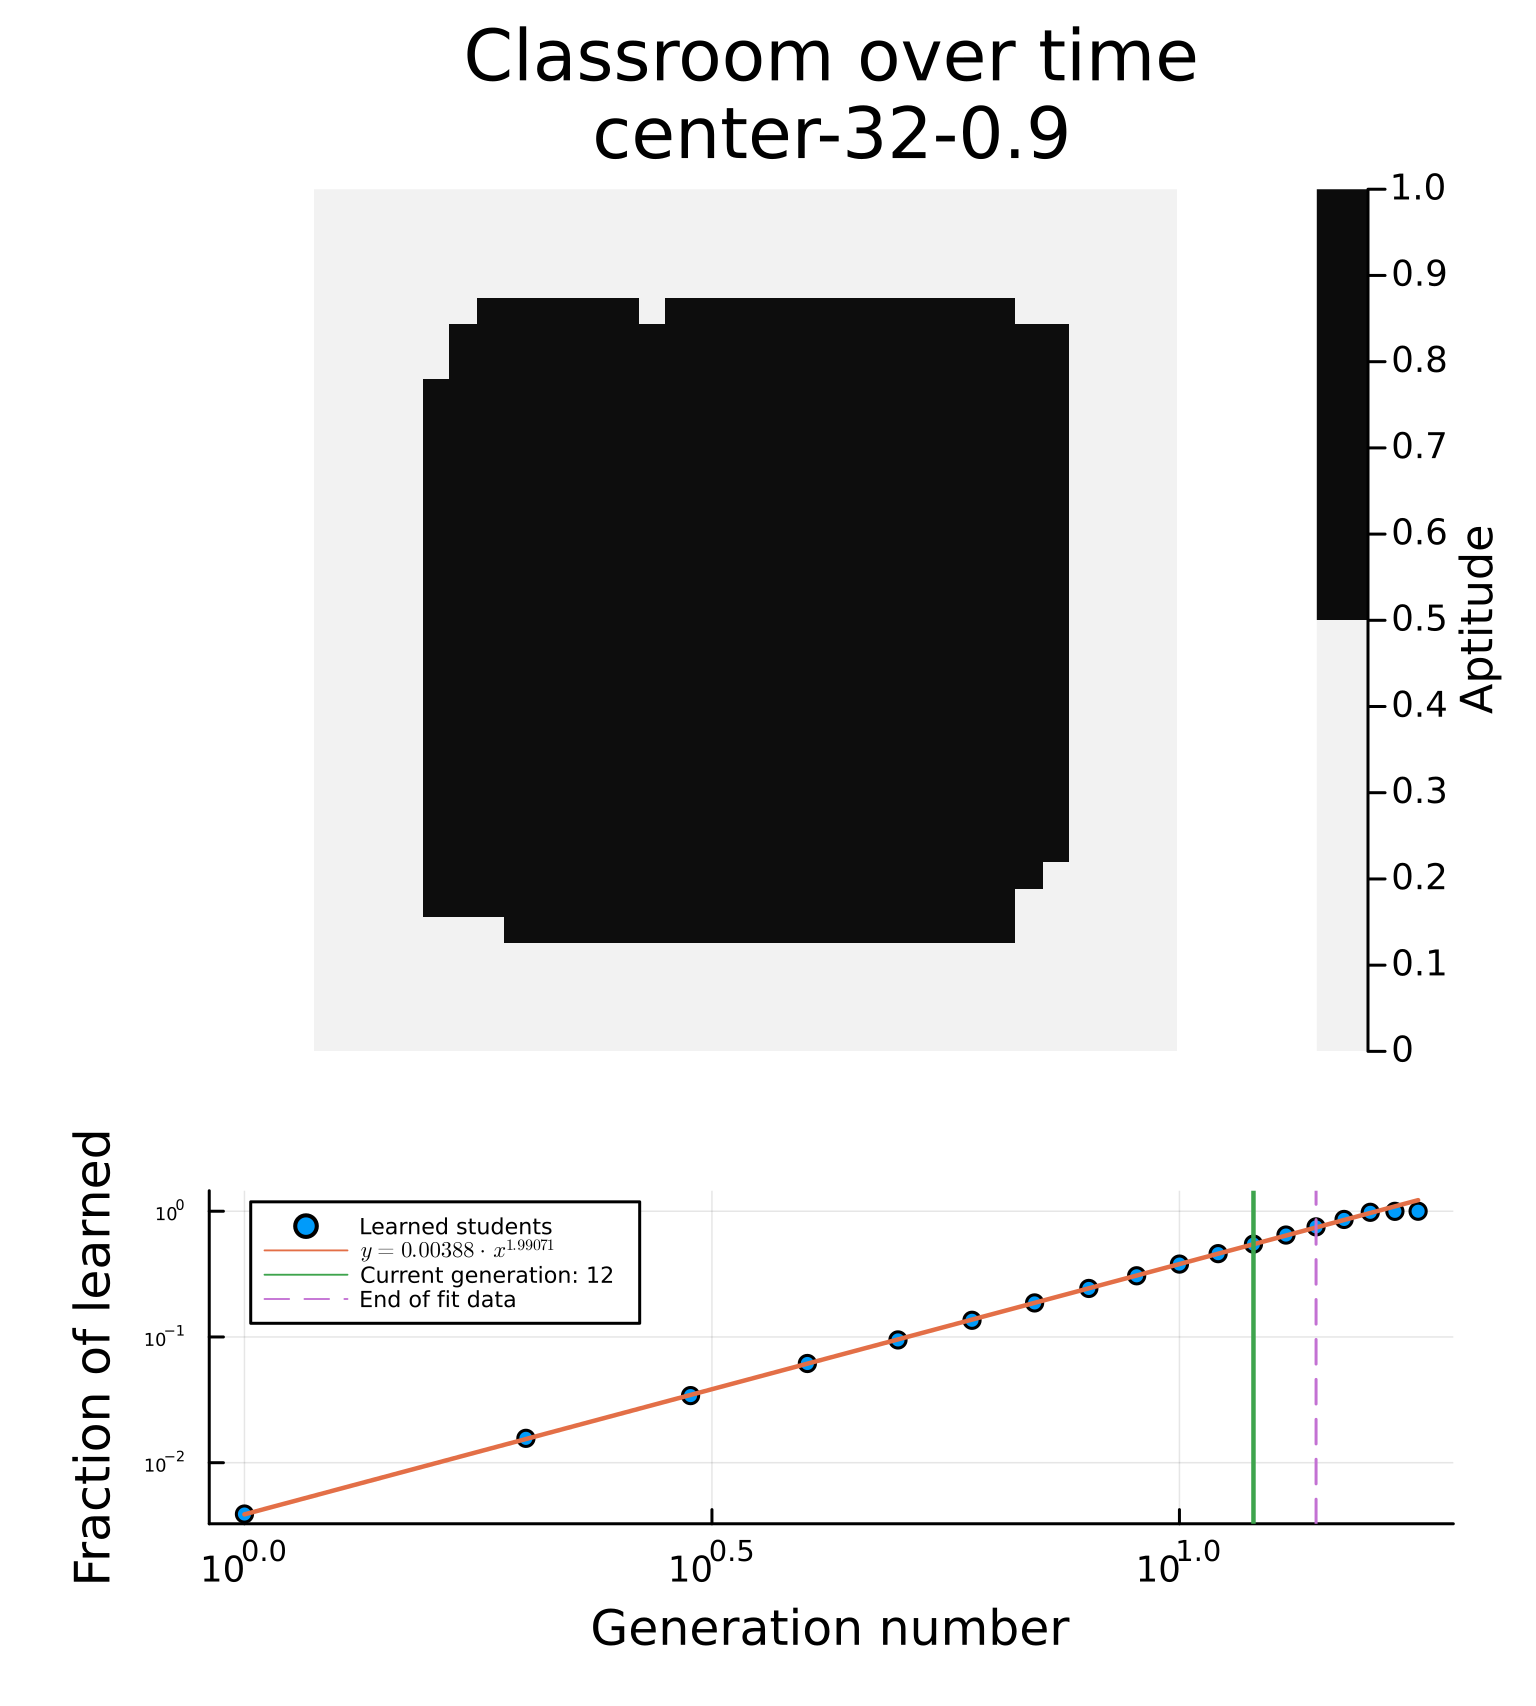 Classroom over time
center-32-0.9
1.0
0.9
0.8
0.7
0.6
0.5
0.4
0.3
0.2
0.1
0
Aptitude
Fraction of learned
10⁰
10⁻¹
10⁻²
Learned students
y = 0.00388 · x^1.99071
Current generation: 12
End of fit data
10^0.0
10^0.5
10^1.0
Generation number